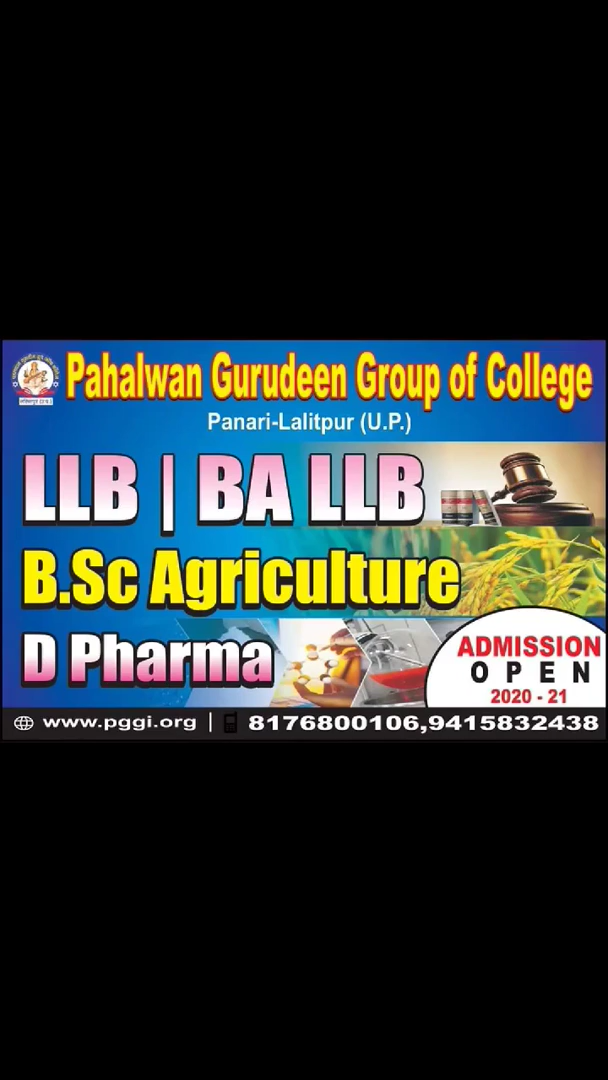 Pahalwan Gurudeen Group of College
Panari-Lalitpur (U.P.)
LLB | BA LLB
B.Sc Agriculture
D Pharma
ADMISSION
OPEN
2020 - 21
www.pggi.org | 8176800106,9415832438